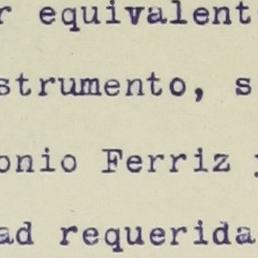 r equivalent
strumento, s
onio Ferriz
ad requerida